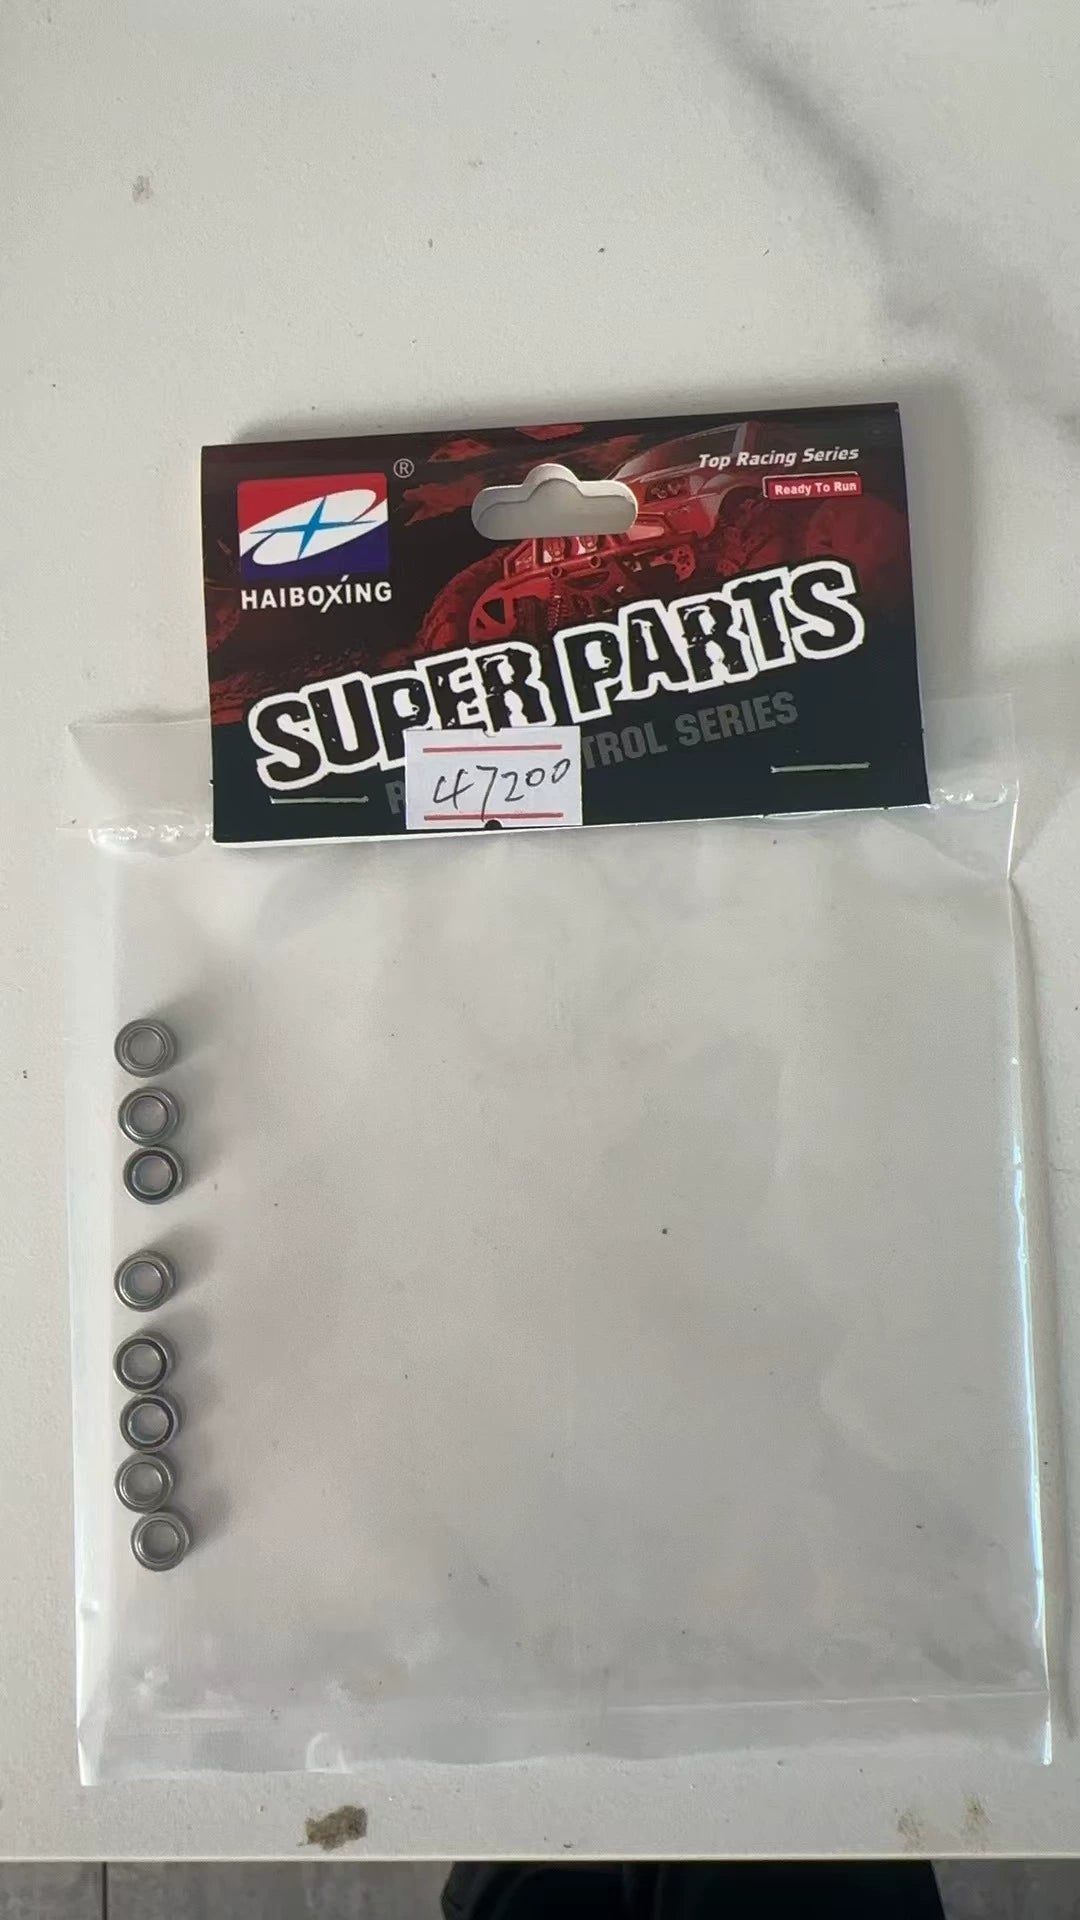 ®
HAIBOXING
Top Racing Series
Ready To Run
SUPER PARTS
TROL SERIES
47200